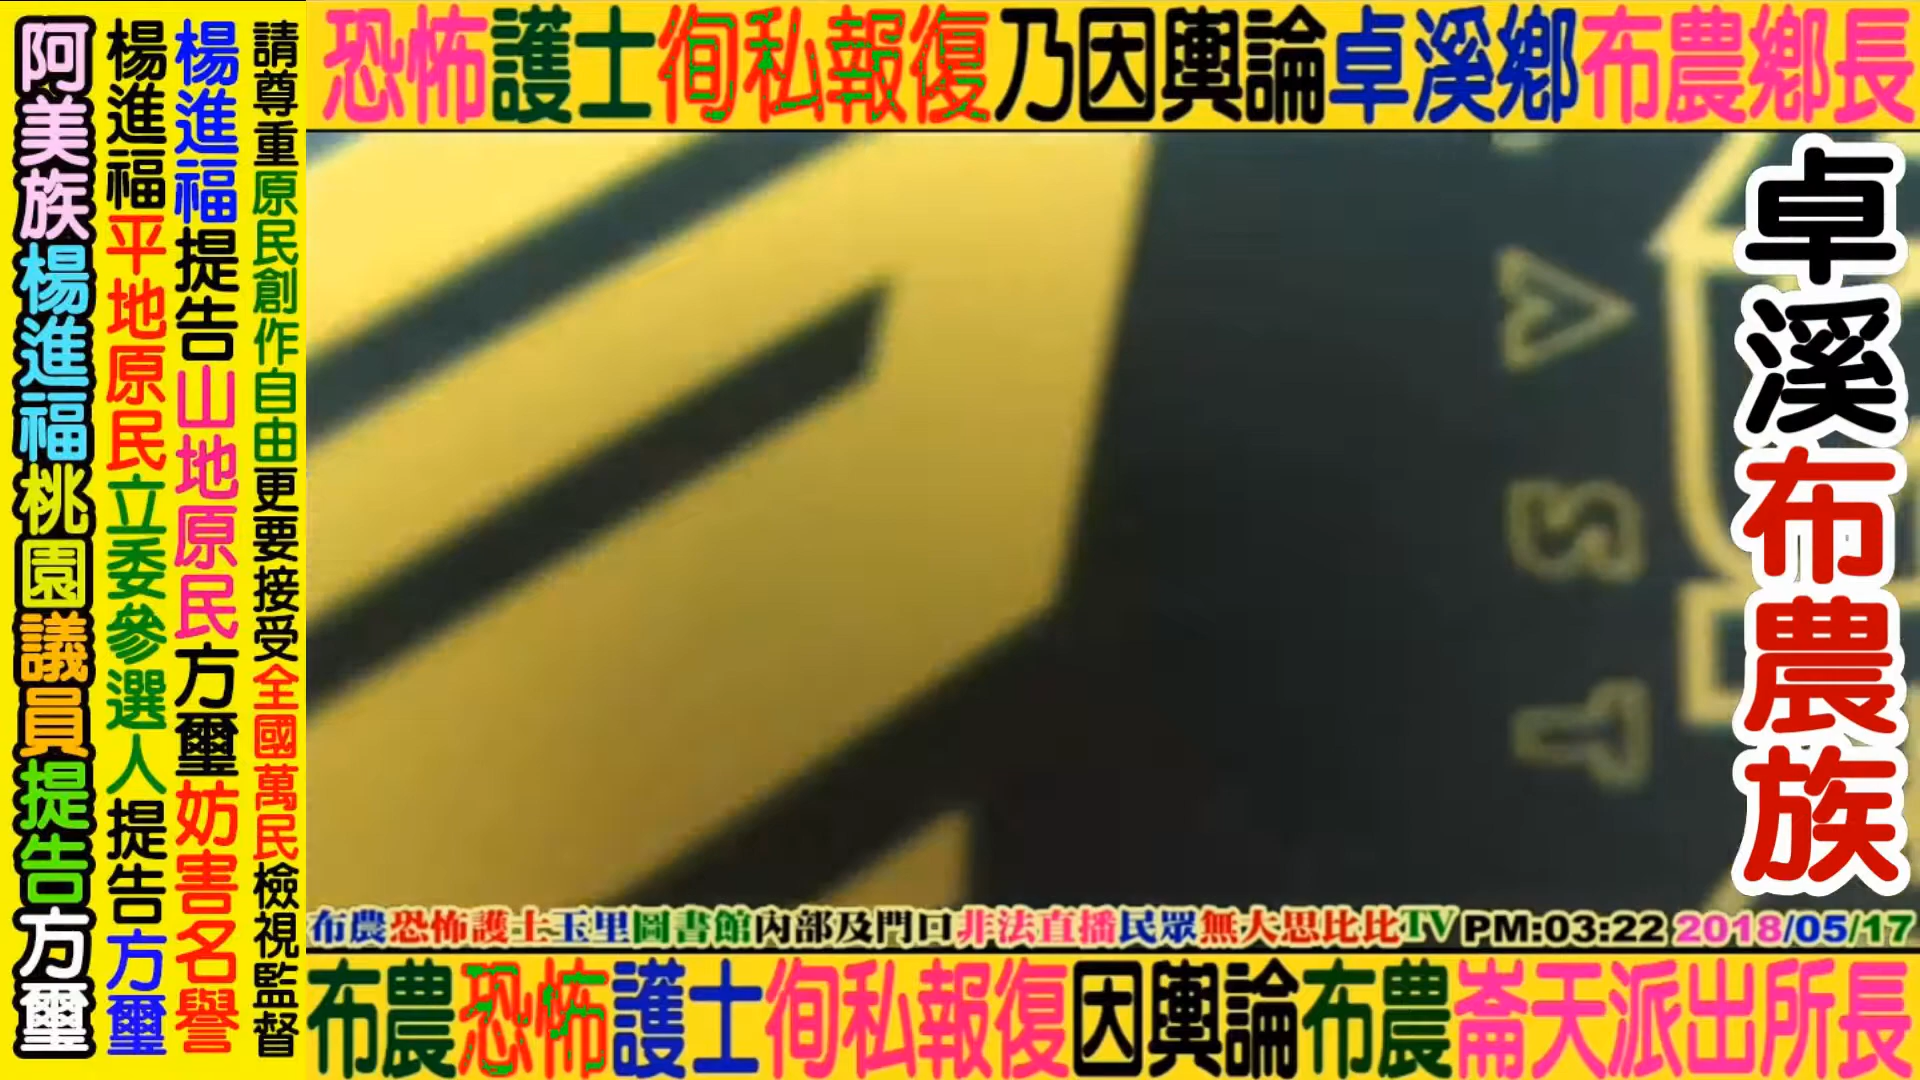 恐怖護士徇私報復乃因輿論卓溪鄉布農鄉長
請尊重原民創作自由更要接受全國萬民檢視監督
楊進福提告山地原民方璽妨害名譽
楊進福平地原民立委參選人提告方璽
阿美族楊進福桃園議員提告方璽
卓溪布農族
VAST
布農恐怖護士玉里圖書館內部及門口非法直播民眾無大思比比TV PM:03:22 2018/05/17
布農恐怖護士徇私報復因輿論布農崙天派出所長